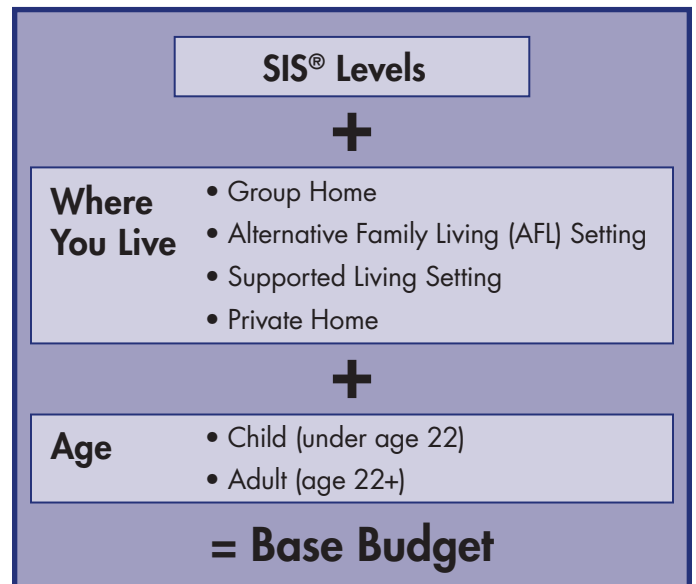 SIS® Levels
+
Where
You Live
• Group Home
• Alternative Family Living (AFL) Setting
• Supported Living Setting
• Private Home
+
Age
• Child (under age 22)
• Adult (age 22+)
= Base Budget